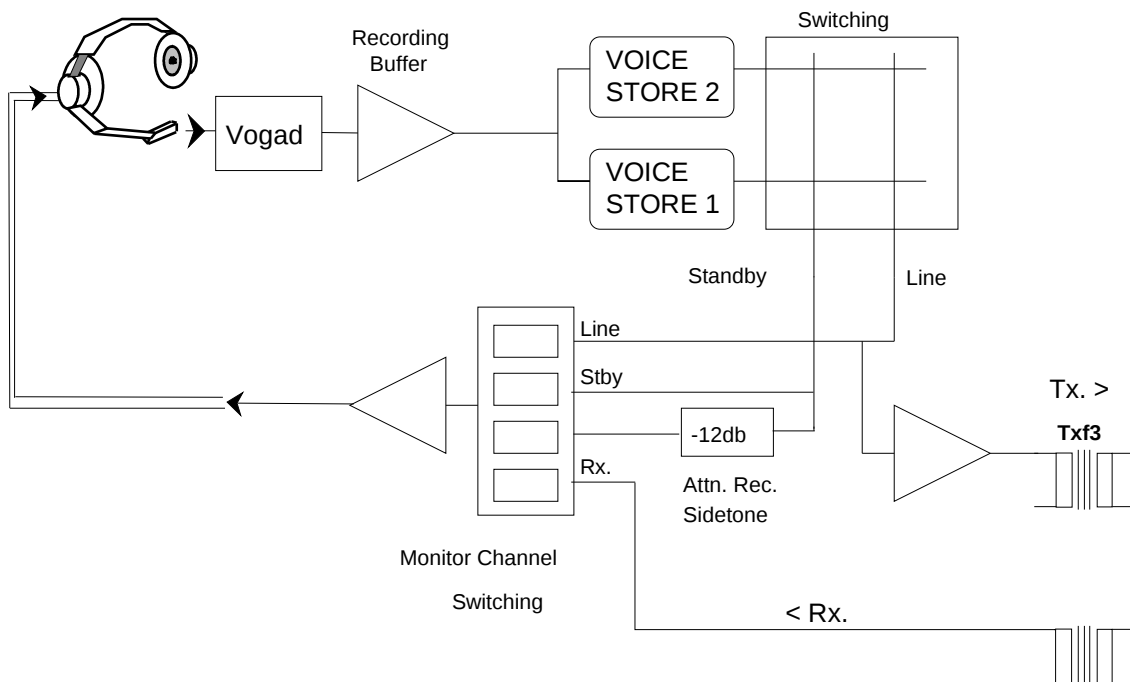 Switching
Recording
Buffer
VOICE
STORE 2
Vogad
VOICE
STORE 1
Standby
Line
Line
Stby
Tx. >
-12db
Txf3
Rx.
Attn. Rec.
Sidetone
Monitor Channel
Switching
< Rx.